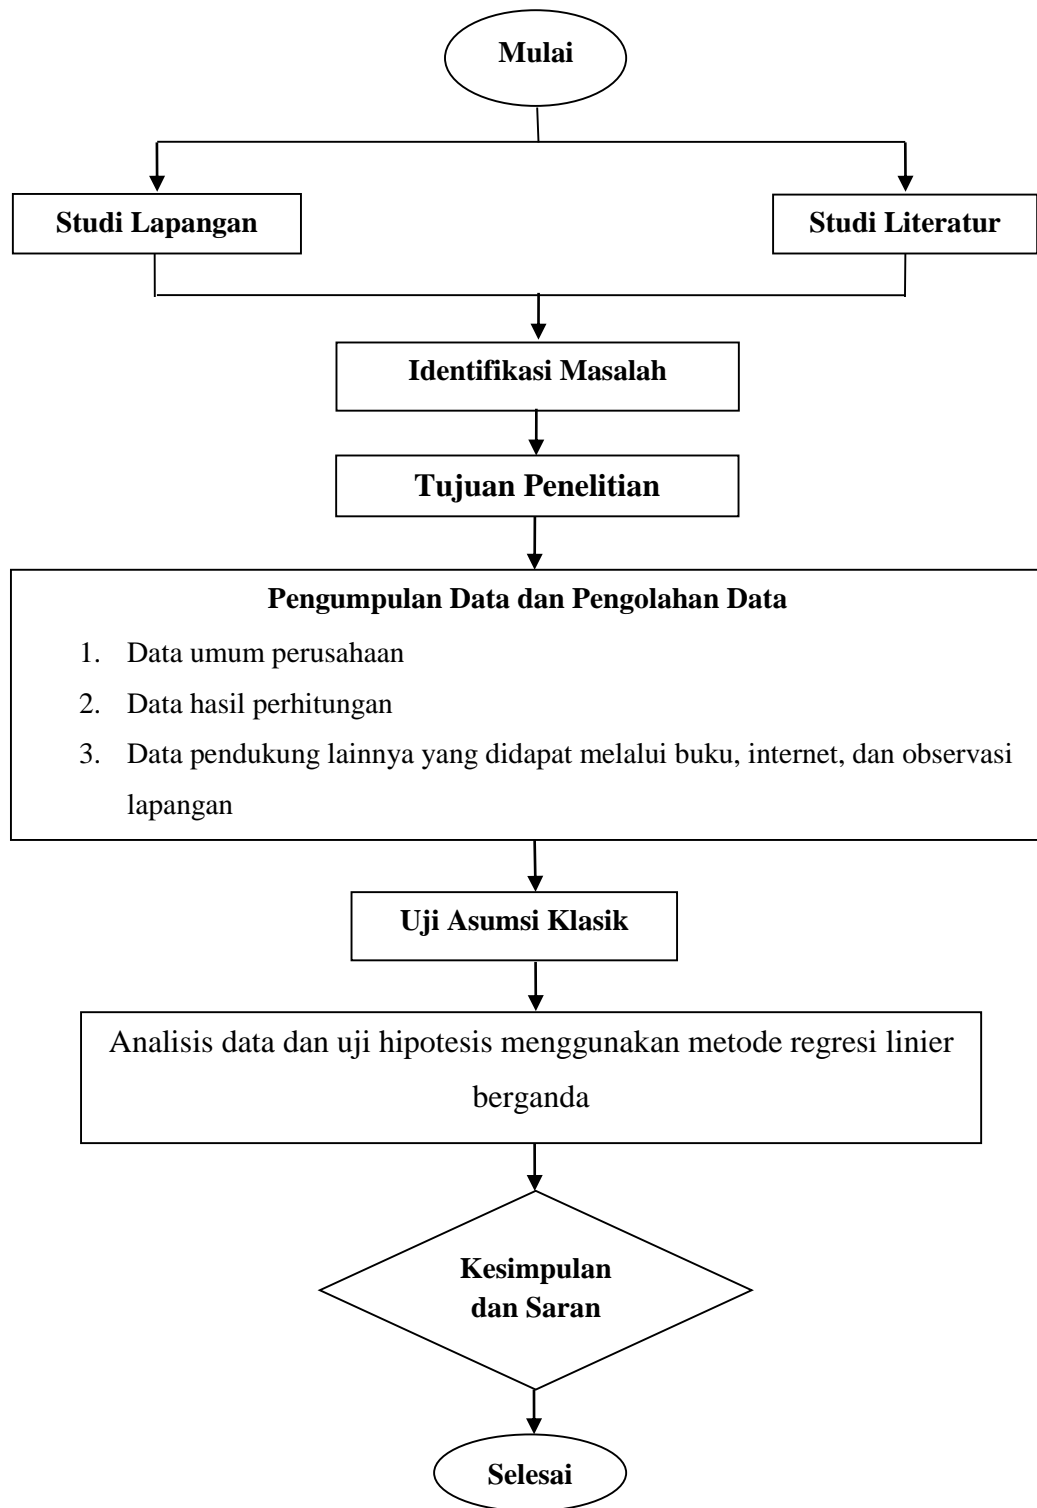 Mulai
Studi Lapangan
Studi Literatur
Identifikasi Masalah
Tujuan Penelitian
Pengumpulan Data dan Pengolahan Data
1. Data umum perusahaan
2. Data hasil perhitungan
3. Data pendukung lainnya yang didapat melalui buku, internet, dan observasi
lapangan
Uji Asumsi Klasik
Analisis data dan uji hipotesis menggunakan metode regresi linier
berganda
Kesimpulan
dan Saran
Selesai